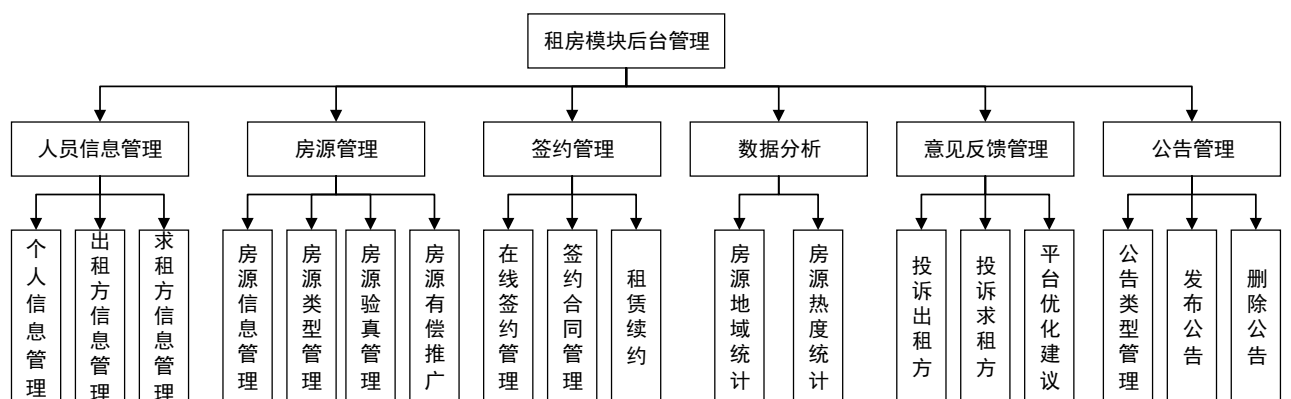 租房模块后台管理
人员信息管理
房源管理
签约管理
数据分析
意见反馈管理
公告管理
个人信息管理
出租方信息管理
求租方信息管理
房源信息管理
房源类型管理
房源验真管理
房源有偿推广
在线签约管理
签约合同管理
租赁续约
房源地域统计
房源热度统计
投诉出租方
投诉求租方
平台优化建议
公告类型管理
发布公告
删除公告